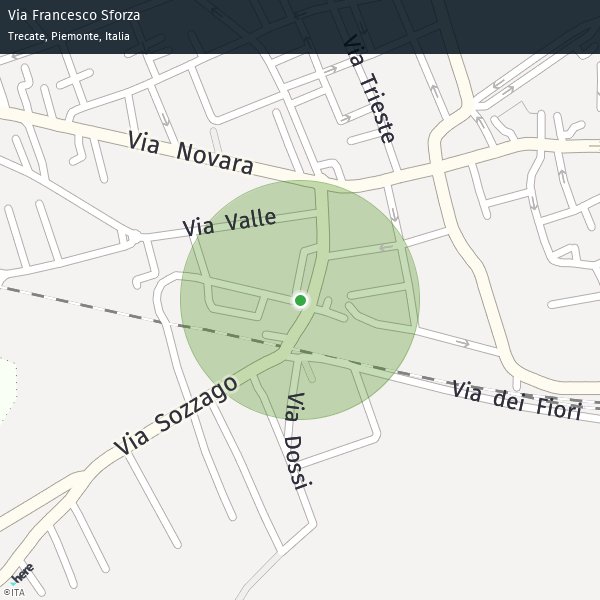 Via Francesco Sforza
Trecate, Piemonte, Italia
Via Trieste
Via Novara
Via Valle
Via Sozzago
Via Dossi
Via dei Fiori
here
©ITA